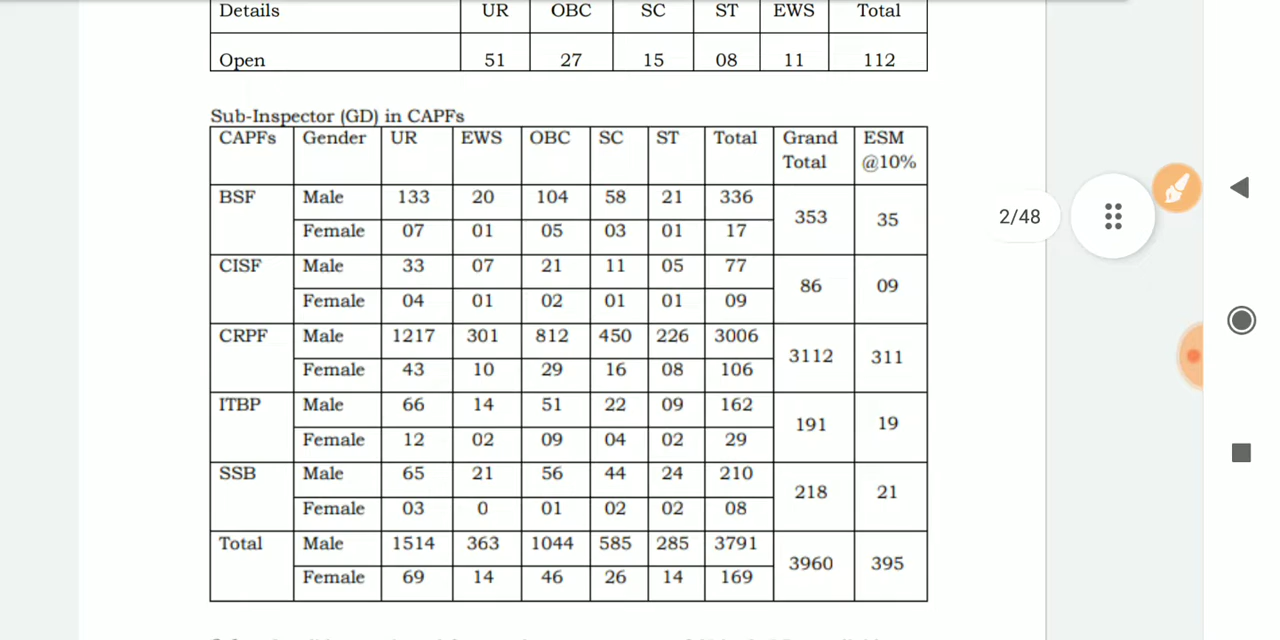 Details UR OBC SC ST EWS Total
Open 51 27 15 08 11 112
Sub-Inspector (GD) in CAPFs
CAPFs Gender UR EWS OBC SC ST Total Grand Total ESM @10%
BSF Male 133 20 104 58 21 336 353 35
Female 07 01 05 03 01 17
CISF Male 33 07 21 11 05 77 86 09
Female 04 01 02 01 01 09
CRPF Male 1217 301 812 450 226 3006 3112 311
Female 43 10 29 16 08 106
ITBP Male 66 14 51 22 09 162 191 19
Female 12 02 09 04 02 29
SSB Male 65 21 56 44 24 210 218 21
Female 03 0 01 02 02 08
Total Male 1514 363 1044 585 285 3791 3960 395
Female 69 14 46 26 14 169
2/48